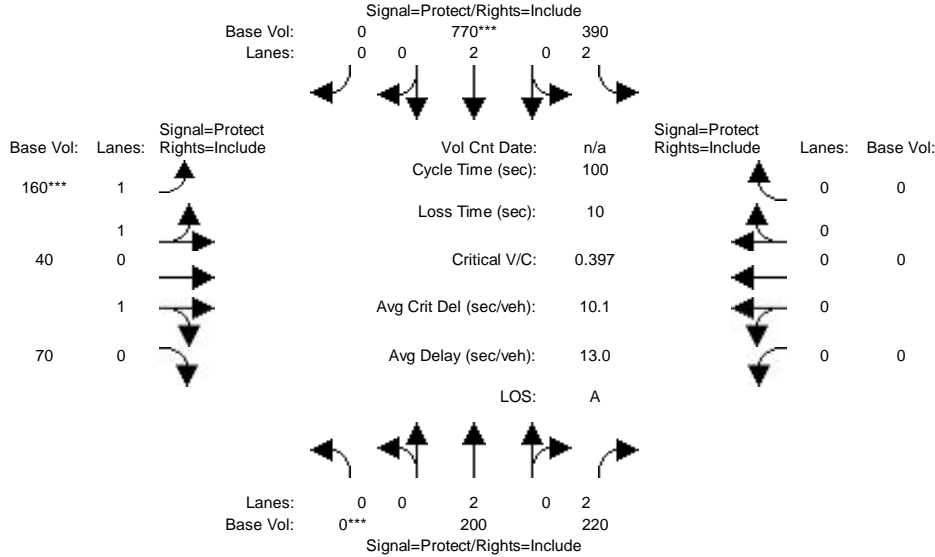 Signal=Protect/Rights=Include
Base Vol: 0 770*** 390
Lanes: 0 0 2 0 2
Signal=Protect
Base Vol: Lanes: Rights=Include
Vol Cnt Date: n/a
Signal=Protect
Rights=Include Lanes: Base Vol:
Cycle Time (sec): 100
160*** 1
0 0
Loss Time (sec): 10
1
0
40 0
Critical V/C: 0.397
0 0
1
Avg Crit Del (sec/veh): 10.1
0
70 0
Avg Delay (sec/veh): 13.0
0 0
LOS: A
Lanes: 0 0 2 0 2
Base Vol: 0*** 200 220
Signal=Protect/Rights=Include